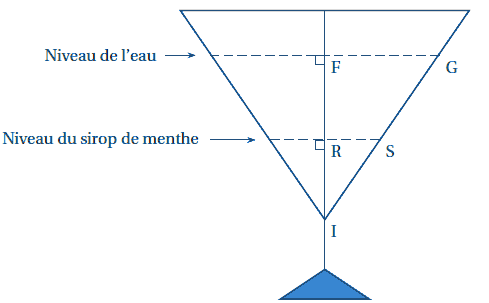 Niveau de l’eau
F
G
Niveau du sirop de menthe
R
S
I